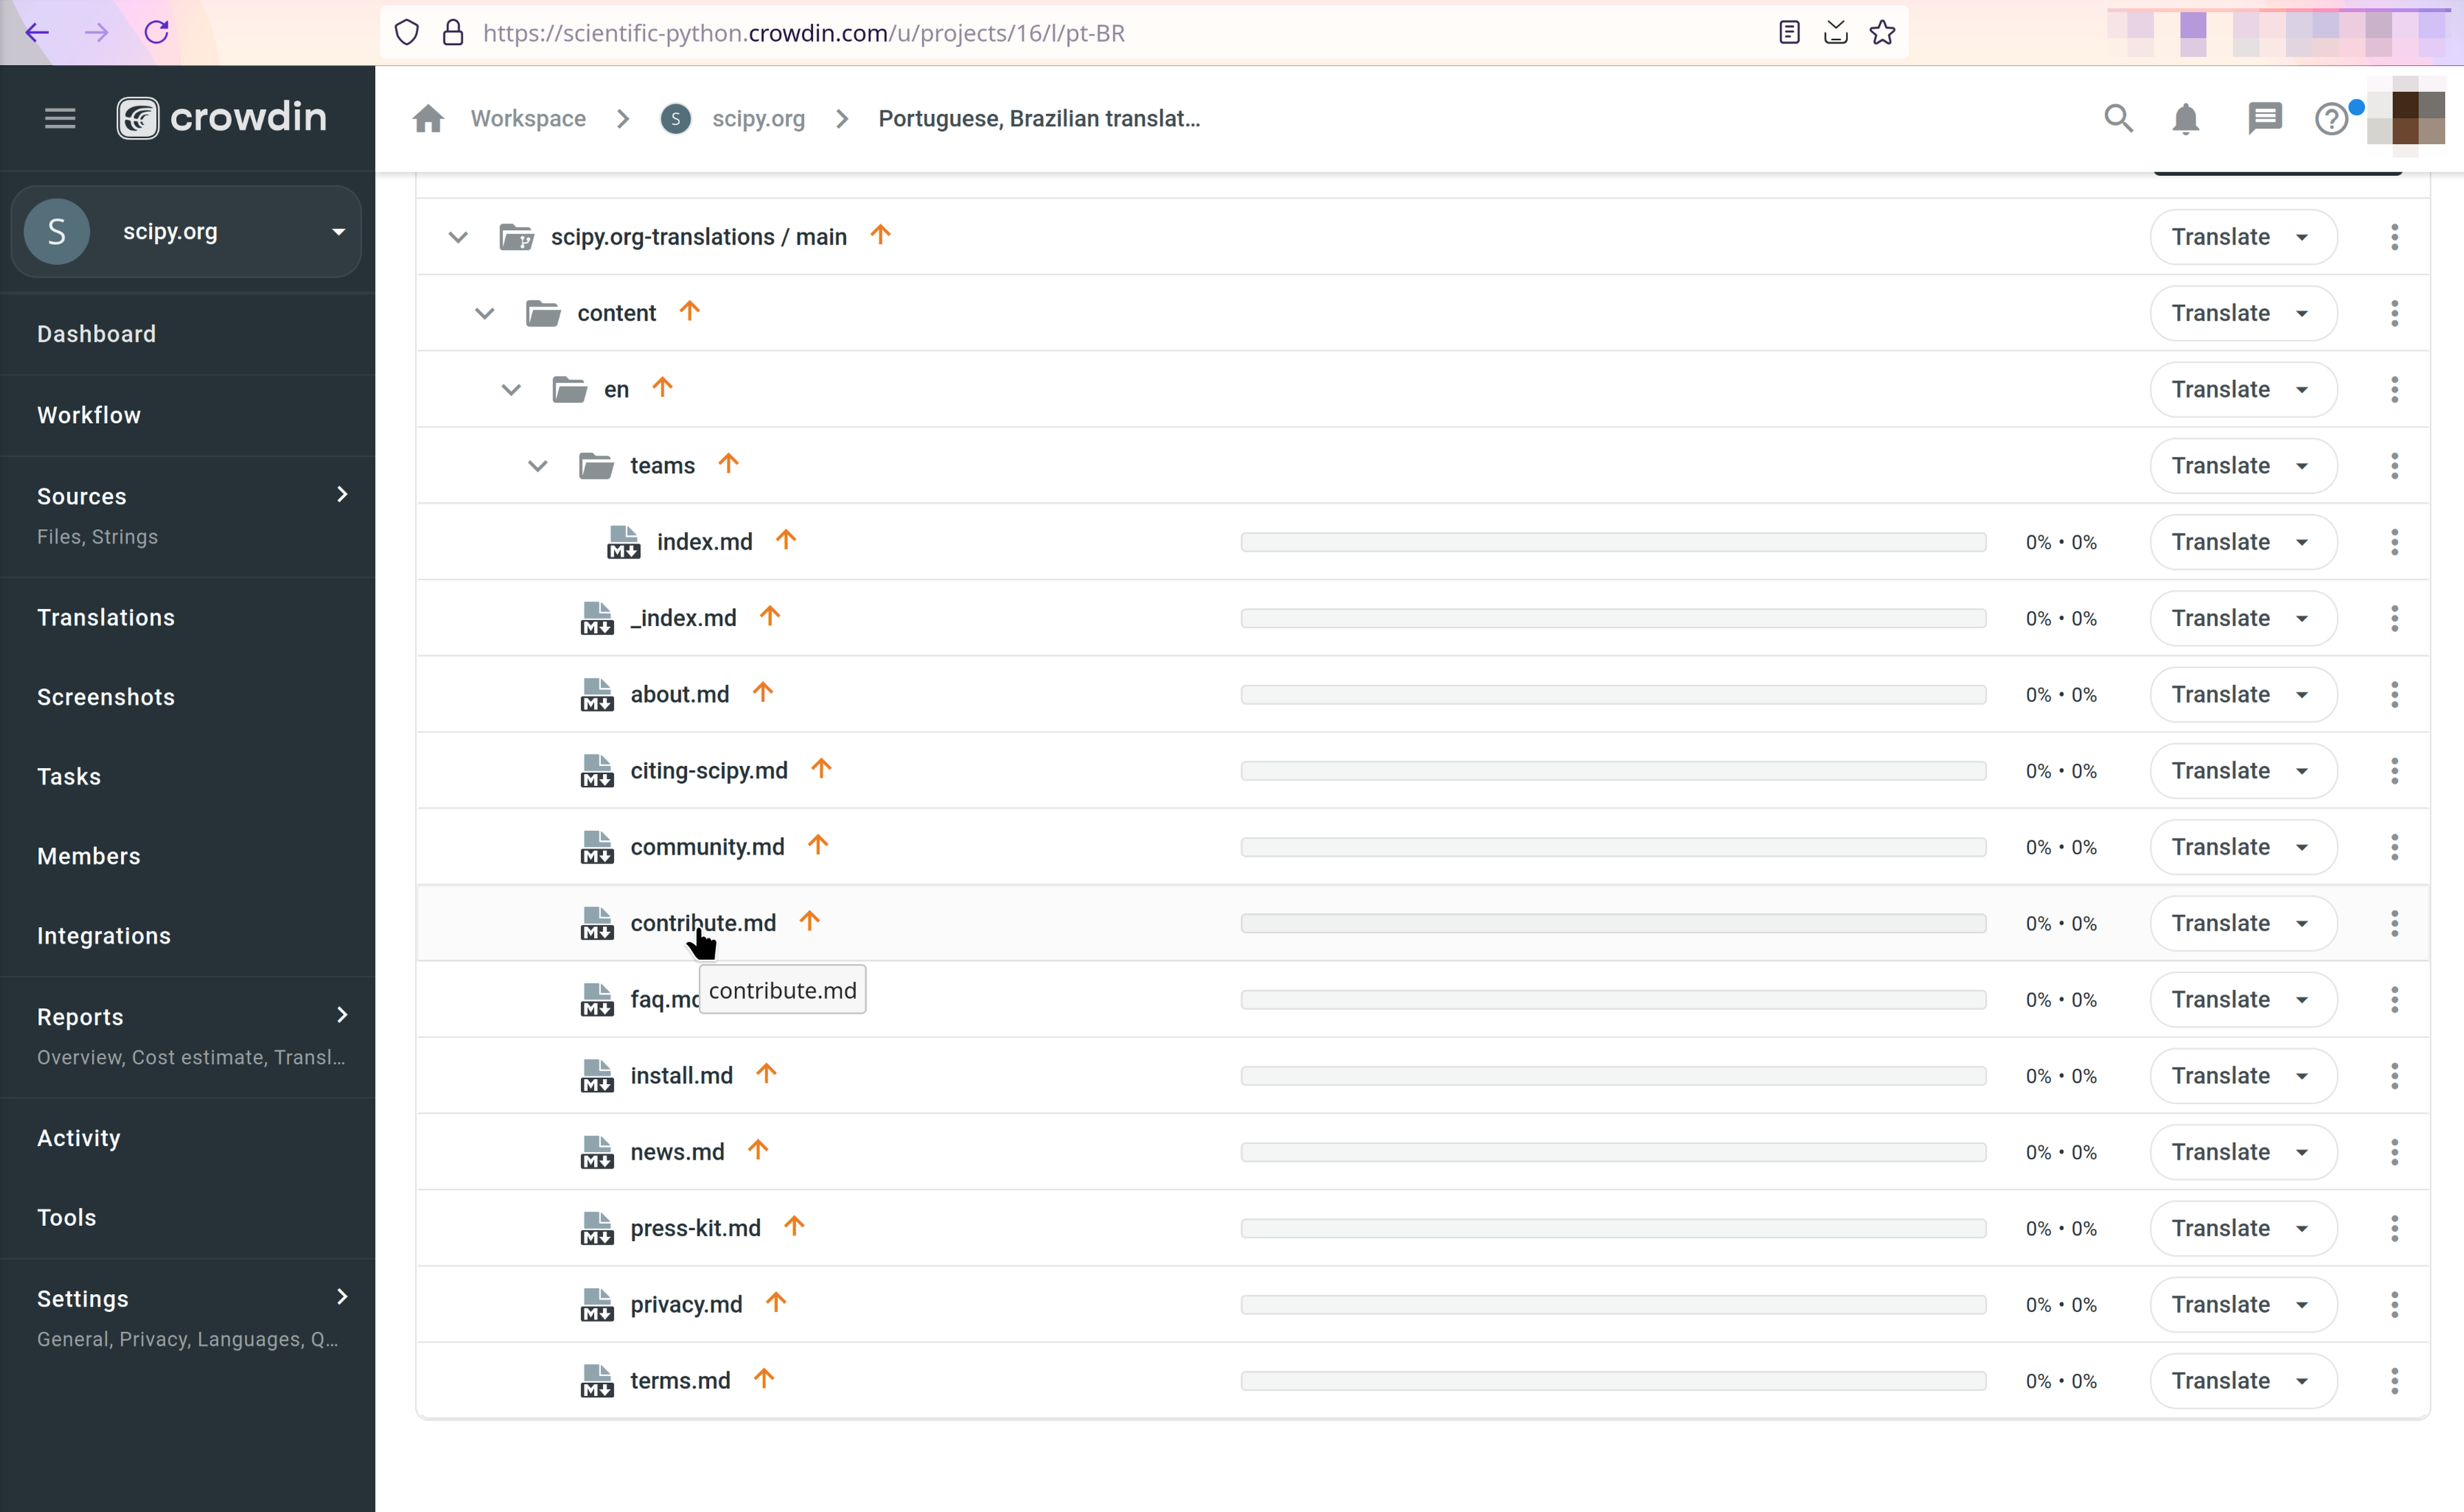 https://scientific-python.crowdin.com/u/projects/16/l/pt-BR
crowdin
Workspace
S
scipy.org
Portuguese, Brazilian translat...
?
S
scipy.org
Dashboard
Workflow
Sources
Files, Strings
Translations
Screenshots
Tasks
Members
Integrations
Reports
Overview, Cost estimate, Transl...
Activity
Tools
Settings
General, Privacy, Languages, Q...
scipy.org-translations / main
Translate
content
Translate
en
Translate
teams
Translate
M index.md 0% • 0% Translate
M _index.md 0% • 0% Translate
M about.md 0% • 0% Translate
M citing-scipy.md 0% • 0% Translate
M community.md 0% • 0% Translate
M contribute.md 0% • 0% Translate
contribute.md
M faq.md 0% • 0% Translate
M install.md 0% • 0% Translate
M news.md 0% • 0% Translate
M press-kit.md 0% • 0% Translate
M privacy.md 0% • 0% Translate
M terms.md 0% • 0% Translate